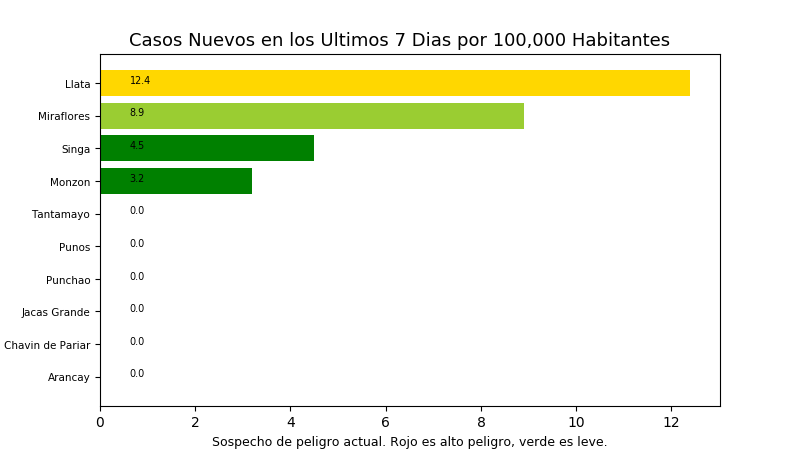 Casos Nuevos en los Ultimos 7 Dias por 100,000 Habitantes
Llata 12.4
Miraflores 8.9
Singa 4.5
Monzon 3.2
Tantamayo 0.0
Punos 0.0
Punchao 0.0
Jacas Grande 0.0
Chavin de Pariar 0.0
Arancay 0.0
0 2 4 6 8 10 12
Sospecho de peligro actual. Rojo es alto peligro, verde es leve.